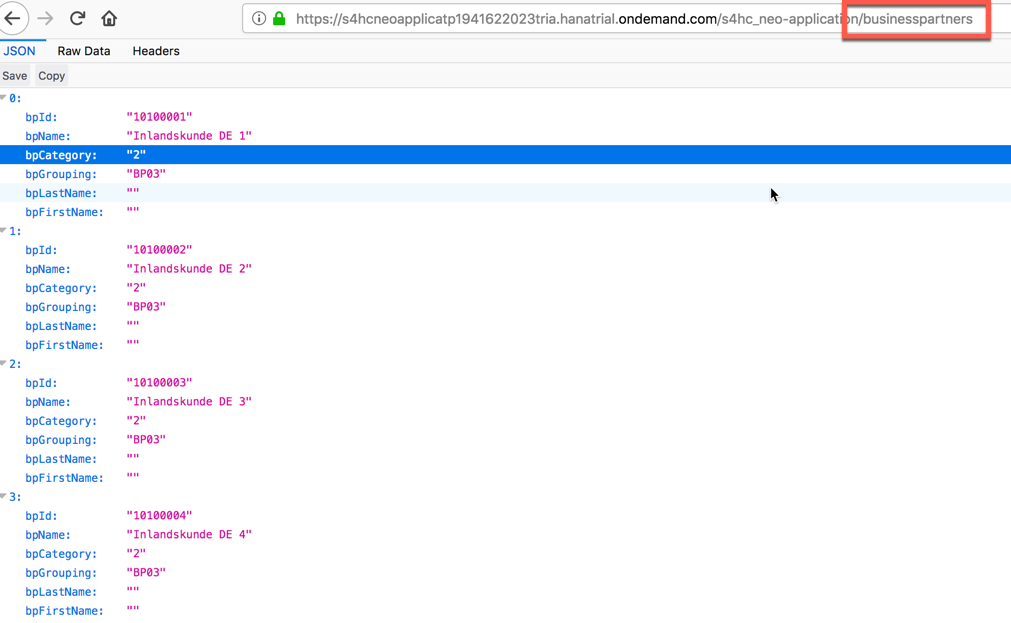 https://s4hcneoapplicatp1941622023tria.hanatrial.ondemand.com/s4hc_neo-application/businesspartners
JSON Raw Data Headers
Save Copy
0:
bpId: "10100001"
bpName: "Inlandskunde DE 1"
bpCategory: "2"
bpGrouping: "BP03"
bpLastName: ""
bpFirstName: ""
1:
bpId: "10100002"
bpName: "Inlandskunde DE 2"
bpCategory: "2"
bpGrouping: "BP03"
bpLastName: ""
bpFirstName: ""
2:
bpId: "10100003"
bpName: "Inlandskunde DE 3"
bpCategory: "2"
bpGrouping: "BP03"
bpLastName: ""
bpFirstName: ""
3:
bpId: "10100004"
bpName: "Inlandskunde DE 4"
bpCategory: "2"
bpGrouping: "BP03"
bpLastName: ""
bpFirstName: ""